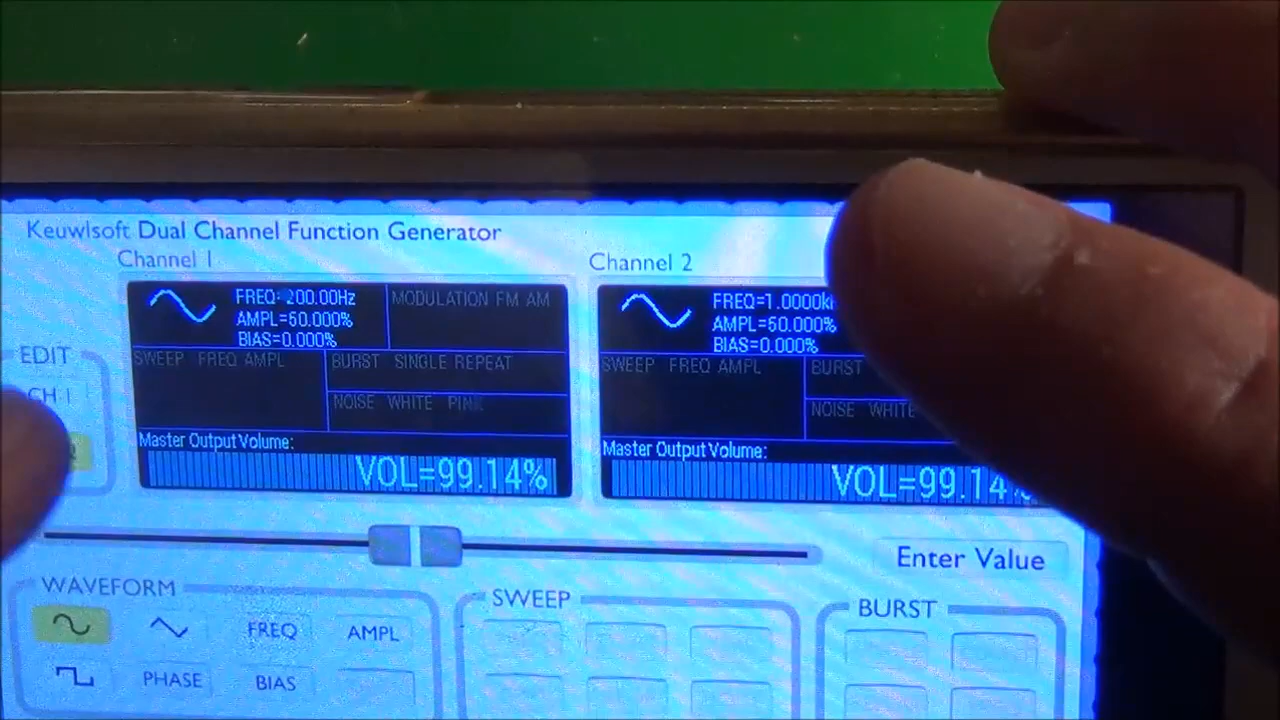 Keuwlsoft Dual Channel Function Generator
Channel 1
Channel 2
FREQ=200.00Hz
AMPL=60.000%
BIAS=0.000%
MODULATION FM AM
SWEEP FREQ AMPL
BURST SINGLE REPEAT
NOISE WHITE PINK
Master Output Volume:
VOL=99.14%
FREQ=1.0000k
AMPL=60.000%
BIAS=0.000%
SWEEP FREQ AMPL
BURST
NOISE WHITE
Master Output Volume:
VOL=99.14%
EDIT
CH 1
Enter Value
WAVEFORM
FREQ
AMPL
PHASE
BIAS
SWEEP
BURST